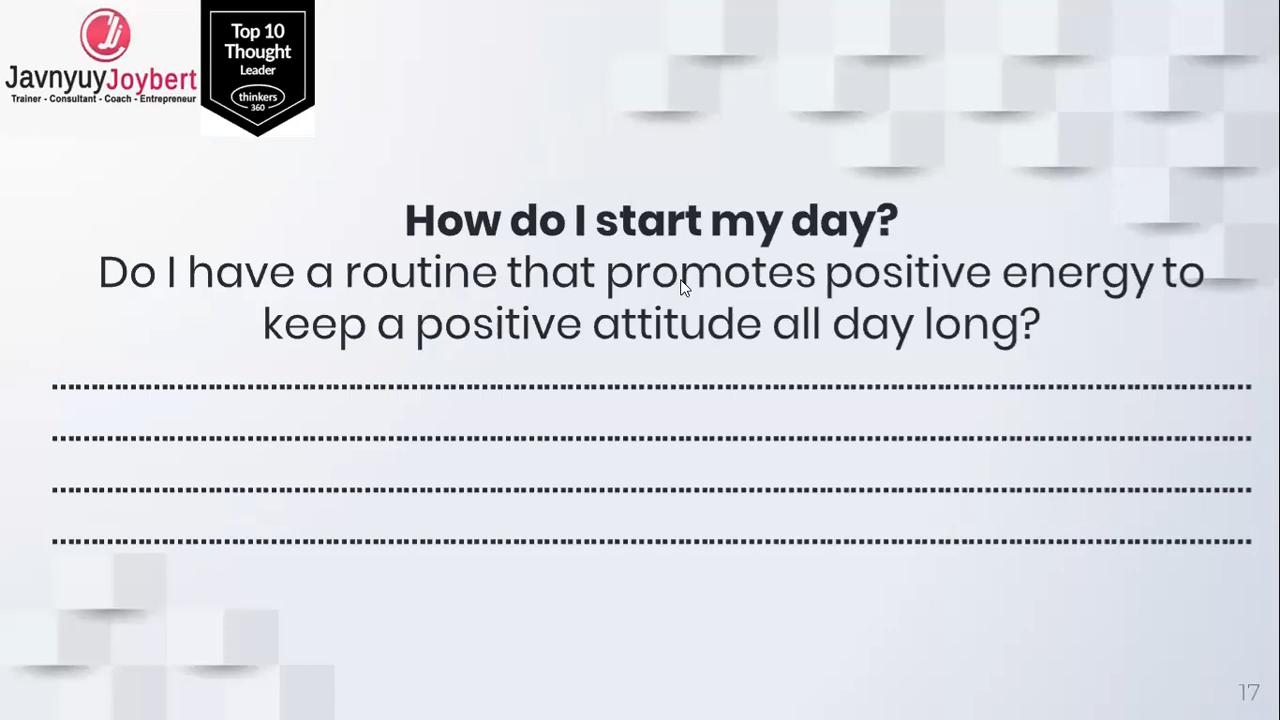 JavnyuyJoybert
Trainer - Consultant - Coach - Entrepreneur
Top 10
Thought
Leader
thinkers
360
How do I start my day?
Do I have a routine that promotes positive energy to
keep a positive attitude all day long?
17